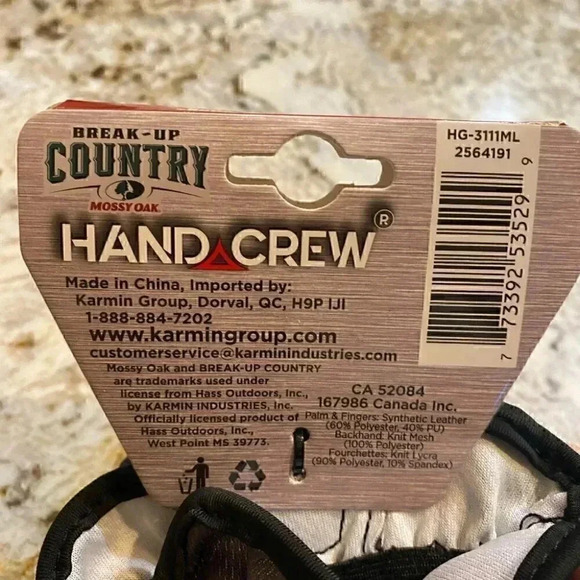 BREAK-UP
COUNTRY
MOSSY OAK
HAND CREW®
Made in China, Imported by:
Karmin Group, Dorval, QC, H9P 1J1
1-888-884-7202
www.karmingroup.com
customerservice@karminindustries.com
Mossy Oak and BREAK-UP COUNTRY
are trademarks used under
license from Hass Outdoors, Inc.,
by KARMIN INDUSTRIES, Inc.
Officially licensed product of
Hass Outdoors, Inc.,
West Point MS 39773.
CA 52084
167986 Canada Inc.
Palm & Fingers: Synthetic Leather
(60% Polyester, 40% PU)
Backhand: Knit Mesh
(100% Polyester)
Fourchettes: Knit Lycra
(90% Polyester, 10% Spandex)
HG-3111ML
2564191
7 73392 53529 9